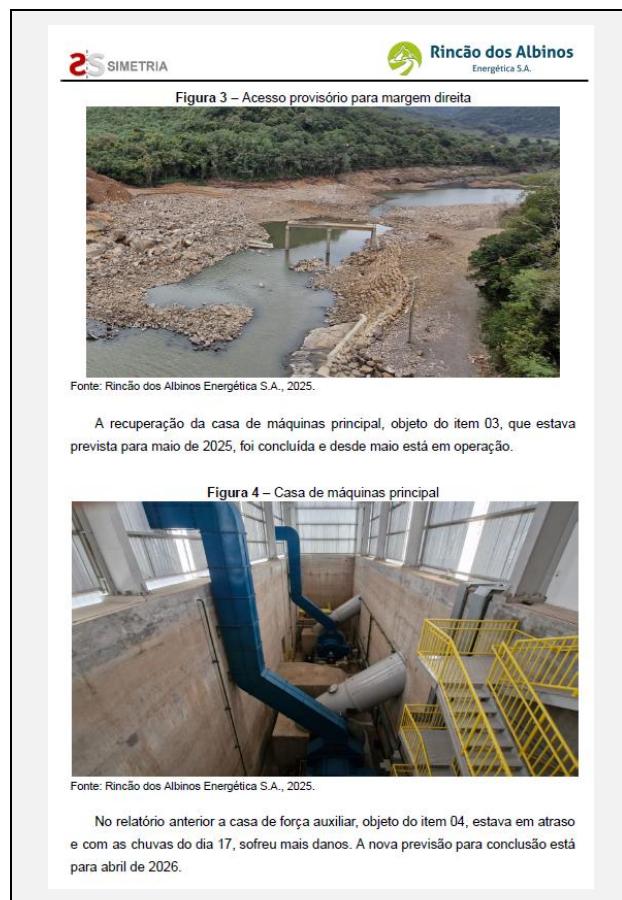 SIMETRIA
Rincão dos Albinos
Energética S.A.
Figura 3 – Acesso provisório para margem direita
Fonte: Rincão dos Albinos Energética S.A., 2025.
A recuperação da casa de máquinas principal, objeto do item 03, que estava
prevista para maio de 2025, foi concluída e desde maio está em operação.
Figura 4 – Casa de máquinas principal
Fonte: Rincão dos Albinos Energética S.A., 2025.
No relatório anterior a casa de força auxiliar, objeto do item 04, estava em atraso
e com as chuvas do dia 17, sofreu mais danos. A nova previsão para conclusão está
para abril de 2026.